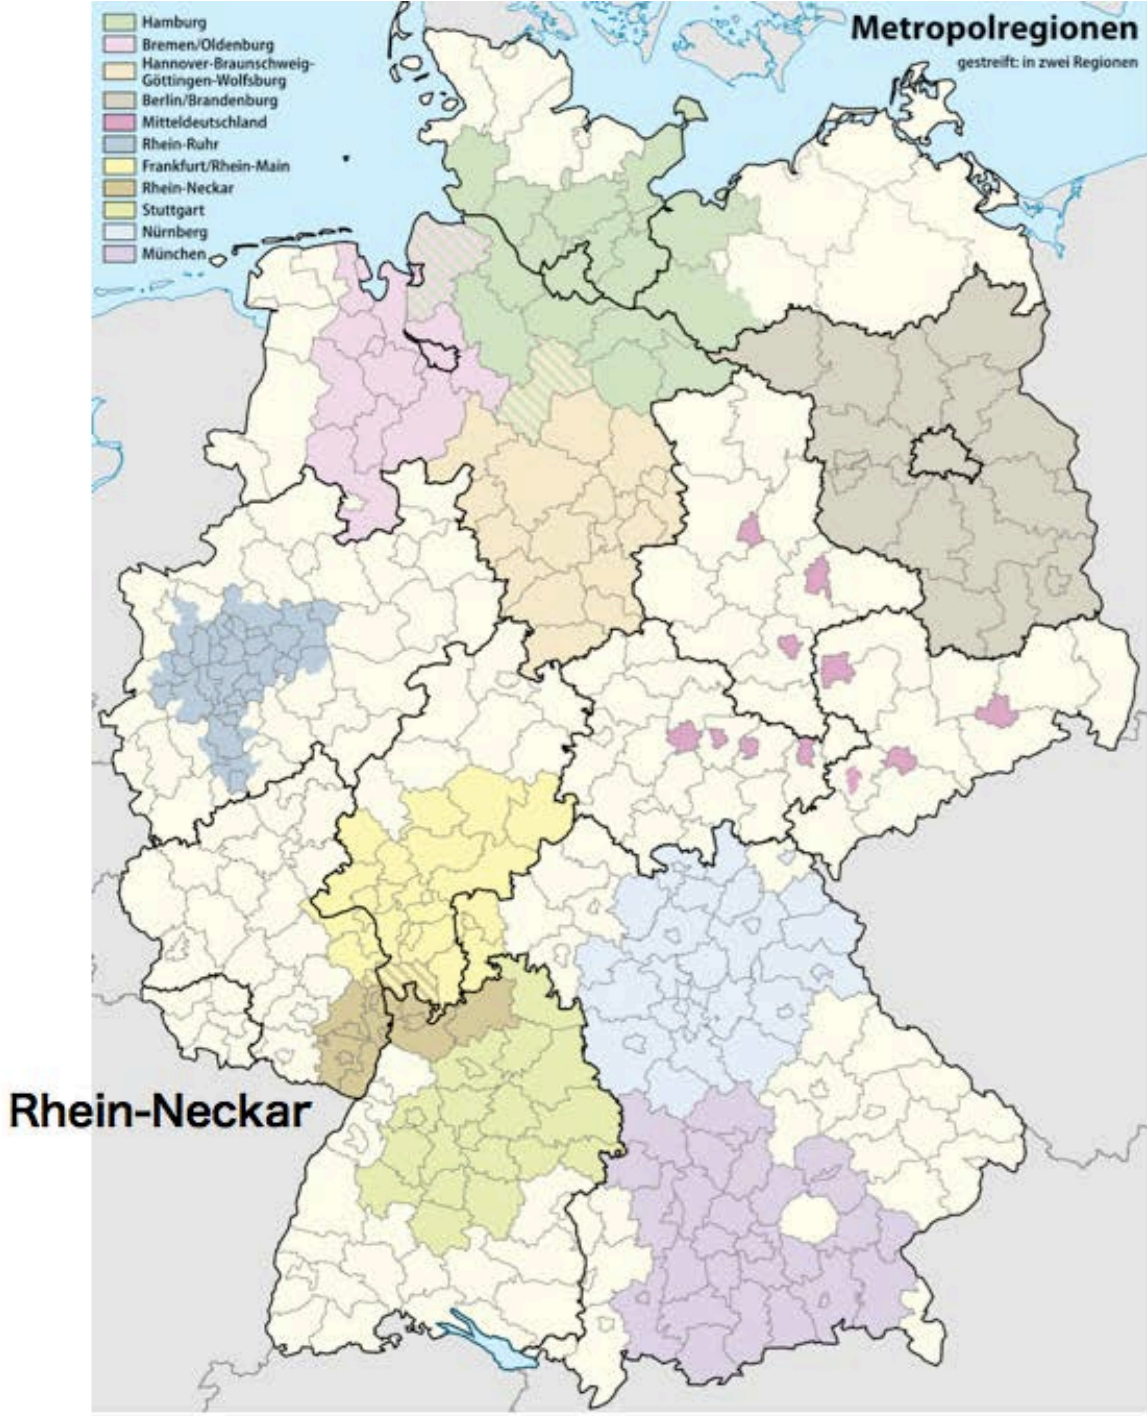 Hamburg
Bremen/Oldenburg
Hannover-Braunschweig-
Göttingen-Wolfsburg
Berlin/Brandenburg
Mitteldeutschland
Rhein-Ruhr
Frankfurt/Rhein-Main
Rhein-Neckar
Stuttgart
Nürnberg
München
Metropolregionen
gestreift: in zwei Regionen
Rhein-Neckar